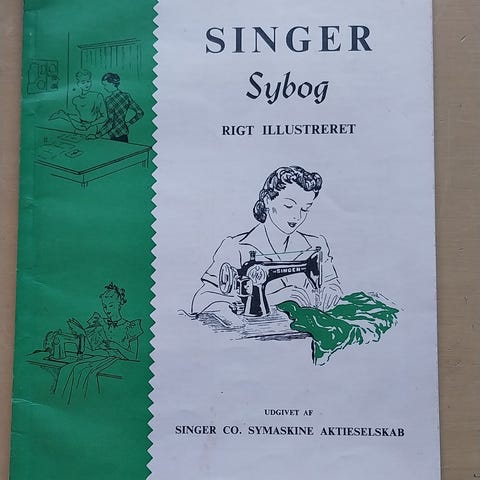 SINGER
Sybog
RIGT ILLUSTRERET
SINGER
UDGIVET AF
SINGER CO. SYMASKINE AKTIESELSKAB